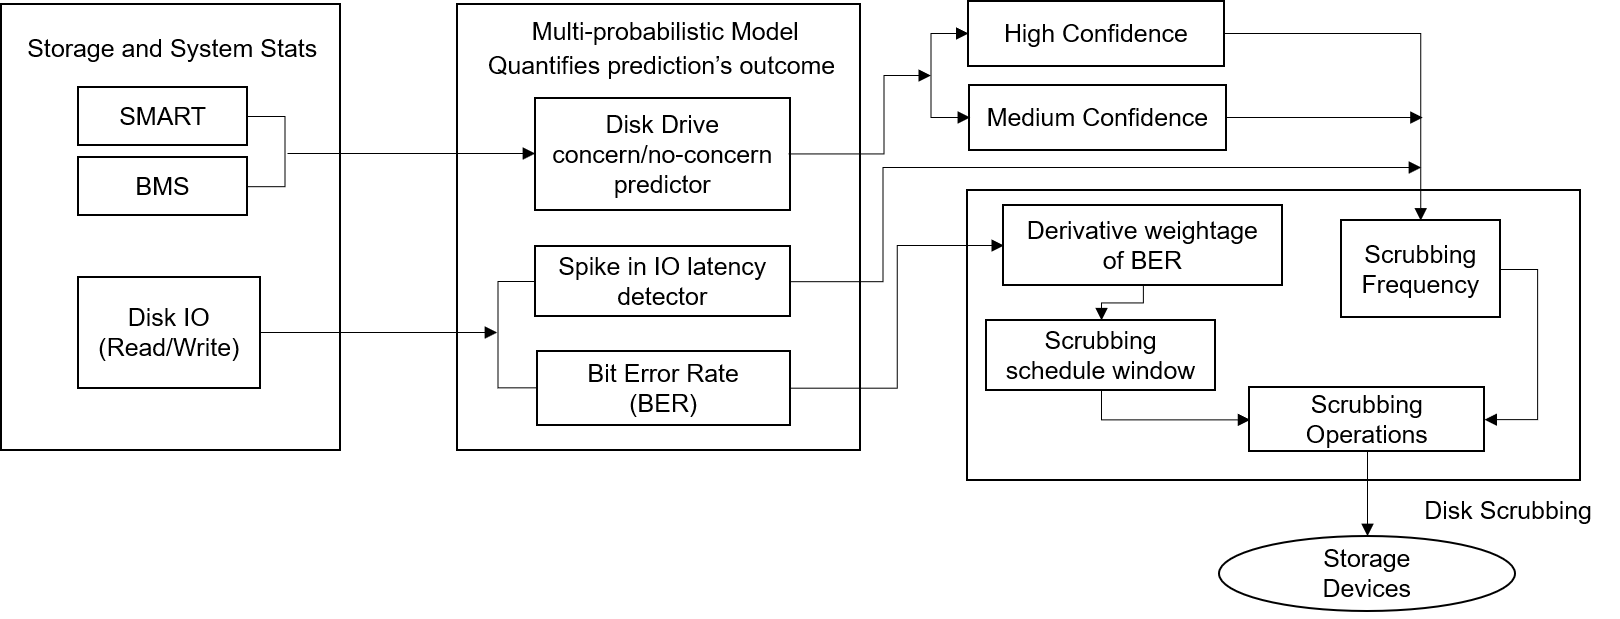 Storage and System Stats
SMART
BMS
Disk IO
(Read/Write)
Multi-probabilistic Model
Quantifies prediction’s outcome
Disk Drive
concern/no-concern
predictor
Spike in IO latency
detector
Bit Error Rate
(BER)
High Confidence
Medium Confidence
Derivative weightage
of BER
Scrubbing
schedule window
Scrubbing
Frequency
Scrubbing
Operations
Disk Scrubbing
Storage
Devices